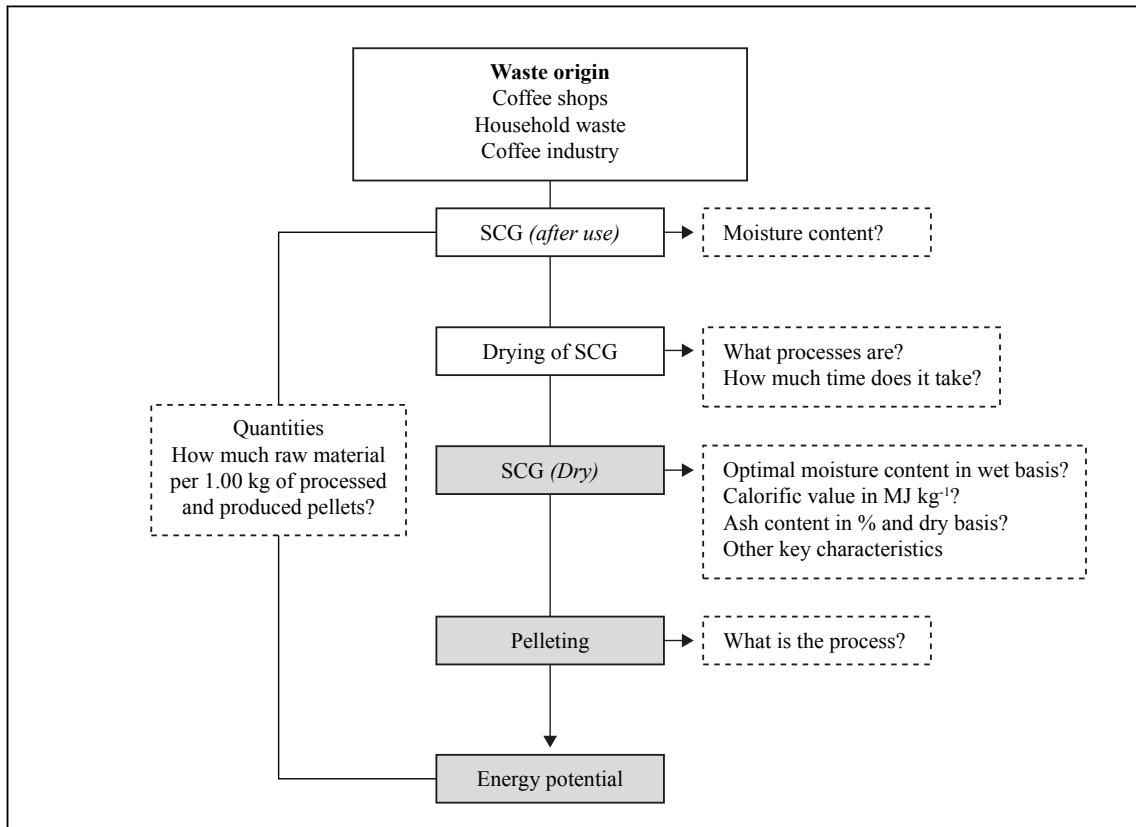 Waste origin
Coffee shops
Household waste
Coffee industry
SCG (after use)
Moisture content?
Drying of SCG
What processes are?
How much time does it take?
Quantities
How much raw material
per 1.00 kg of processed
and produced pellets?
SCG (Dry)
Optimal moisture content in wet basis?
Calorific value in MJ kg⁻¹?
Ash content in % and dry basis?
Other key characteristics
Pelleting
What is the process?
Energy potential